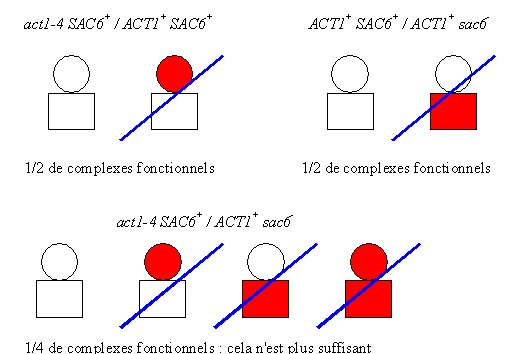 act1-4 SAC6+ / ACT1+ SAC6+
ACT1+ SAC6+ / ACT1+ sac6-
1/2 de complexes fonctionnels
1/2 de complexes fonctionnels
act1-4 SAC6+ / ACT1+ sac6-
1/4 de complexes fonctionnels : cela n'est plus suffisant